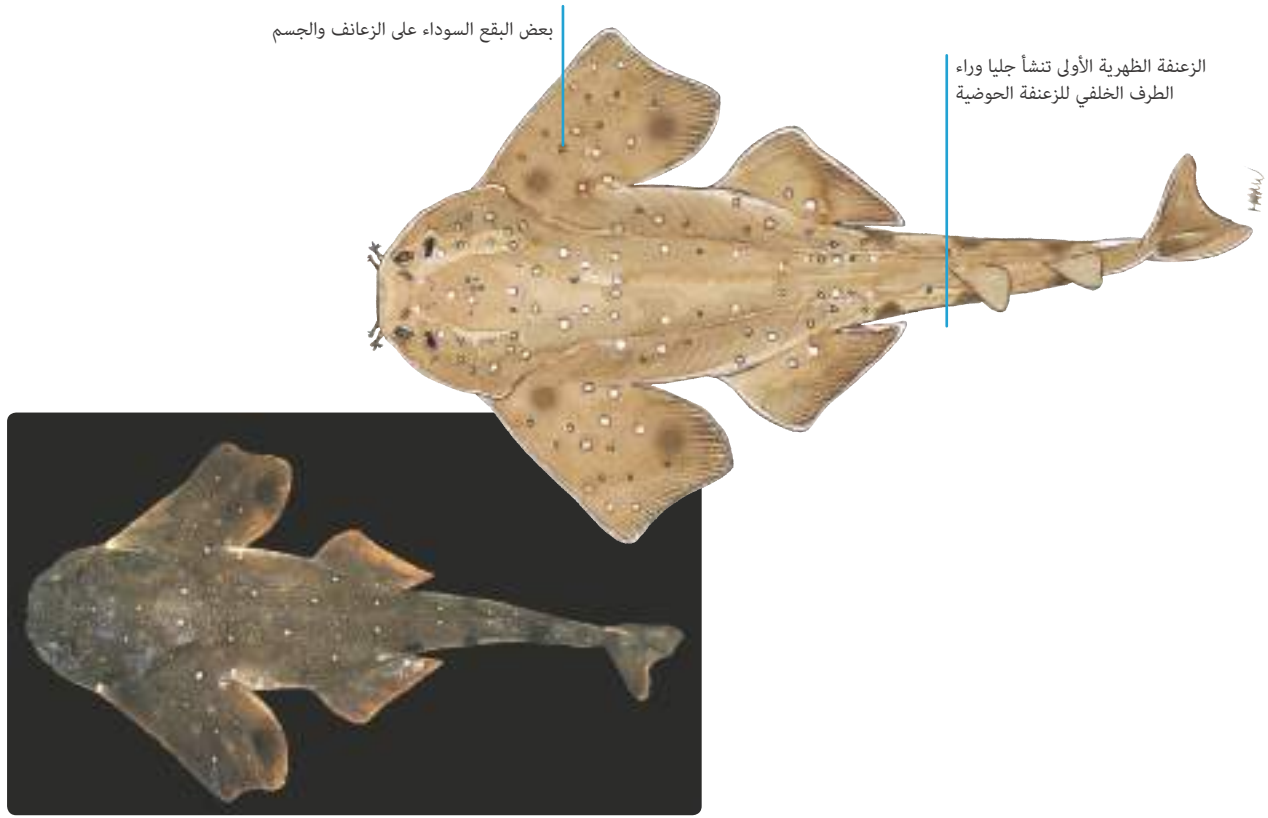 بعض البقع السوداء على الزعانف والجسم
الزعنفة الظهرية الأولى تنشأ جليا وراء
الطرف الخلفي للزعنفة الحوضية